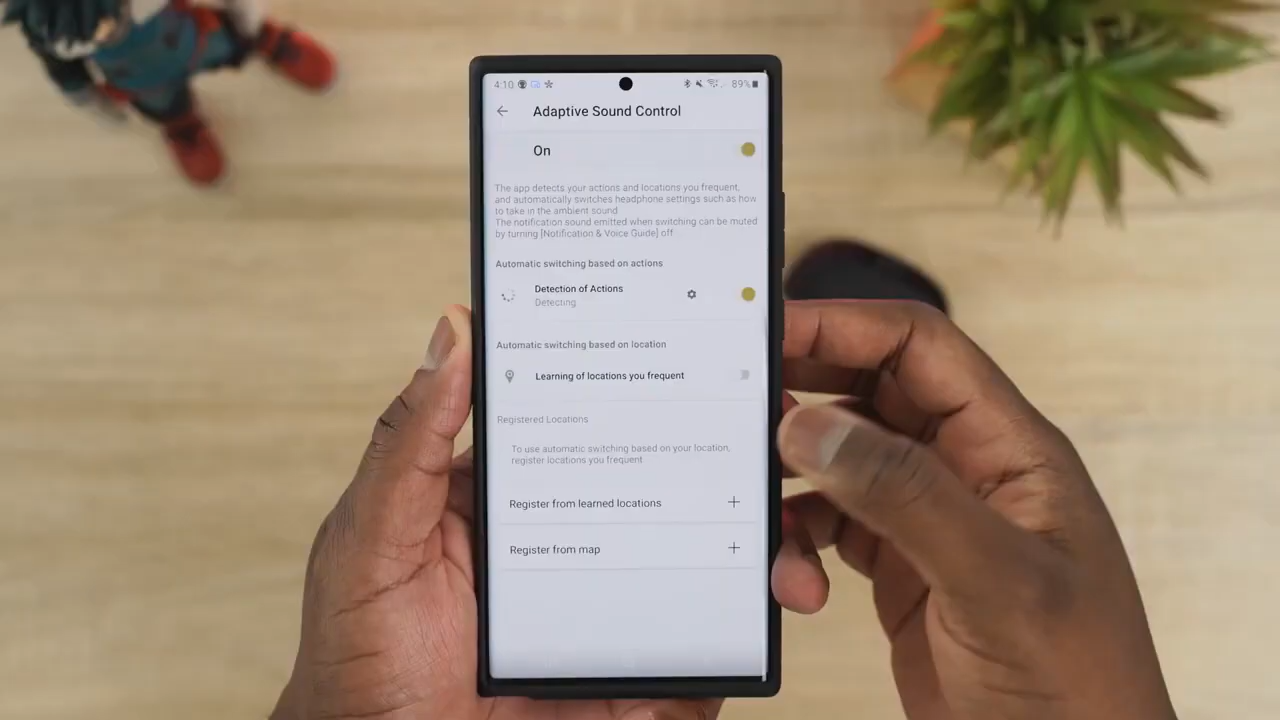 4:10 89%
Adaptive Sound Control
On
The app detects your actions and locations you frequent,
and automatically switches headphone settings such as how
to take in the ambient sound
The notification sound emitted when switching can be muted
by turning [Notification & Voice Guide] off
Automatic switching based on actions
Detection of Actions
Detecting
Automatic switching based on location
Learning of locations you frequent
Registered Locations
To use automatic switching based on your location,
register locations you frequent
Register from learned locations
Register from map